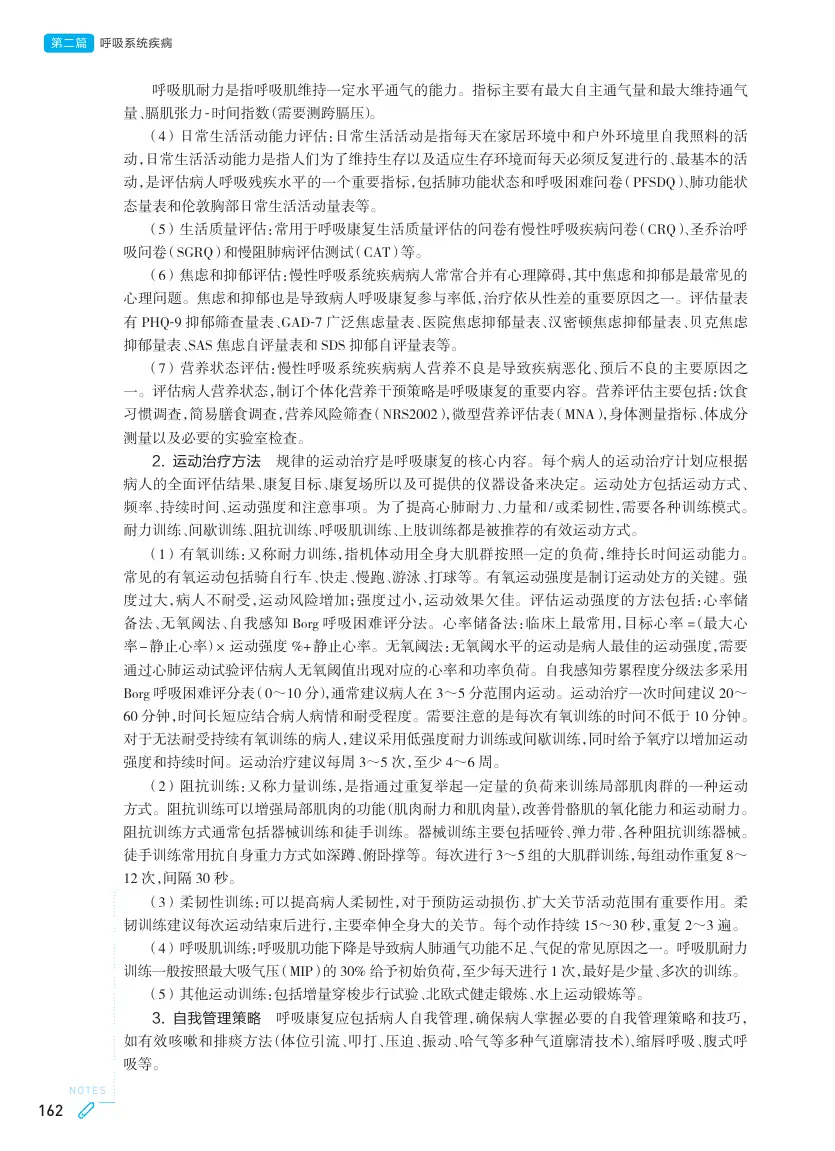 第二篇 呼吸系统疾病
呼吸肌耐力是指呼吸肌维持一定水平通气的能力。指标主要有最大自主通气量和最大维持通气
量、膈肌张力-时间指数(需要测跨膈压)。
(4)日常生活活动能力评估:日常生活活动是指每天在家居环境中和户外环境里自我照料的活
动,日常生活活动能力是指人们为了维持生存以及适应生存环境而每天必须反复进行的、最基本的活
动,是评估病人呼吸残疾水平的一个重要指标,包括肺功能状态和呼吸困难问卷(PFSDQ)、肺功能状
态量表和伦敦胸部日常生活活动量表等。
(5)生活质量评估:常用于呼吸康复生活质量评估的问卷有慢性呼吸疾病问卷(CRQ)、圣乔治呼
吸问卷(SGRQ)和慢阻肺病评估测试(CAT)等。
(6)焦虑和抑郁评估:慢性呼吸系统疾病病人常常合并有心理障碍,其中焦虑和抑郁是最常见的
心理问题。焦虑和抑郁也是导致病人呼吸康复参与率低,治疗依从性差的重要原因之一。评估量表
有 PHQ-9 抑郁筛查量表、GAD-7 广泛焦虑量表、医院焦虑抑郁量表、汉密顿焦虑抑郁量表、贝克焦虑
抑郁量表、SAS 焦虑自评量表和 SDS 抑郁自评量表等。
(7)营养状态评估:慢性呼吸系统疾病病人营养不良是导致疾病恶化、预后不良的主要原因之
一。评估病人营养状态,制订个体化营养干预策略是呼吸康复的重要内容。营养评估主要包括:饮食
习惯调查,简易膳食调查,营养风险筛查(NRS2002),微型营养评估表(MNA),身体测量指标、体成分
测量以及必要的实验室检查。
2. 运动治疗方法 规律的运动治疗是呼吸康复的核心内容。每个病人的运动治疗计划应根据
病人的全面评估结果、康复目标、康复场所以及可提供的仪器设备来决定。运动处方包括运动方式、
频率、持续时间、运动强度和注意事项。为了提高心肺耐力、力量和/或柔韧性,需要各种训练模式。
耐力训练、间歇训练、阻抗训练、呼吸肌训练、上肢训练都是被推荐的有效运动方式。
(1)有氧训练:又称耐力训练,指机体动用全身大肌群按照一定的负荷,维持长时间运动能力。
常见的有氧运动包括骑自行车、快走、慢跑、游泳、打球等。有氧运动强度是制订运动处方的关键。强
度过大,病人不耐受,运动风险增加;强度过小,运动效果欠佳。评估运动强度的方法包括:心率储
备法、无氧阈法、自我感知 Borg 呼吸困难评分法。心率储备法:临床上最常用,目标心率 =(最大心
率-静止心率)× 运动强度 %+静止心率。无氧阈法:无氧阈水平的运动是病人最佳的运动强度,需要
通过心肺运动试验评估病人无氧阈值出现对应的心率和功率负荷。自我感知劳累程度分级法多采用
Borg 呼吸困难评分表(0~10 分),通常建议病人在 3~5 分范围内运动。运动治疗一次时间建议 20~
60 分钟,时间长短应结合病人病情和耐受程度。需要注意的是每次有氧训练的时间不低于 10 分钟。
对于无法耐受持续有氧训练的病人,建议采用低强度耐力训练或间歇训练,同时给予氧疗以增加运动
强度和持续时间。运动治疗建议每周 3~5 次,至少 4~6 周。
(2)阻抗训练:又称力量训练,是指通过重复举起一定量的负荷来训练局部肌肉群的一种运动
方式。阻抗训练可以增强局部肌肉的功能(肌肉耐力和肌肉量),改善骨骼肌的氧化能力和运动耐力。
阻抗训练方式通常包括器械训练和徒手训练。器械训练主要包括哑铃、弹力带、各种阻抗训练器械。
徒手训练常用抗自身重力方式如深蹲、俯卧撑等。每次进行 3~5 组的大肌群训练,每组动作重复 8~
12 次,间隔 30 秒。
(3)柔韧性训练:可以提高病人柔韧性,对于预防运动损伤、扩大关节活动范围有重要作用。柔
韧训练建议每次运动结束后进行,主要牵伸全身大的关节。每个动作持续 15~30 秒,重复 2~3 遍。
(4)呼吸肌训练:呼吸肌功能下降是导致病人肺通气功能不足、气促的常见原因之一。呼吸肌耐力
训练一般按照最大吸气压(MIP)的 30% 给予初始负荷,至少每天进行 1 次,最好是少量、多次的训练。
(5)其他运动训练:包括增量穿梭步行试验、北欧式健走锻炼、水上运动锻炼等。
3. 自我管理策略 呼吸康复应包括病人自我管理,确保病人掌握必要的自我管理策略和技巧,
如有效咳嗽和排痰方法(体位引流、叩打、压迫、振动、哈气等多种气道廓清技术)、缩唇呼吸、腹式呼
吸等。
NOTES
162